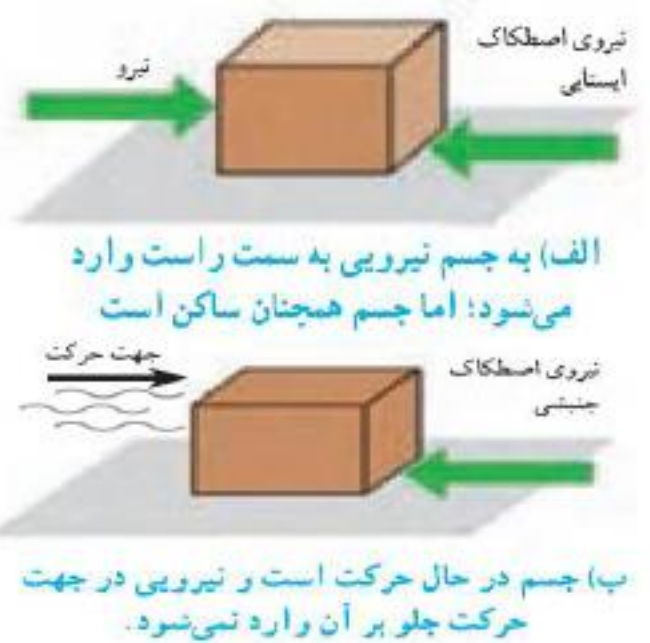 نیروی اصطکاک
ایستایی
نیرو
الف) به جسم نیرویی به سمت راست وارد
می‌شود؛ اما جسم همچنان ساکن است
جهت حرکت
نیروی اصطکاک
جنبشی
ب) جسم در حال حرکت است و نیرویی در جهت
حرکت جلو بر آن وارد نمی‌شود.